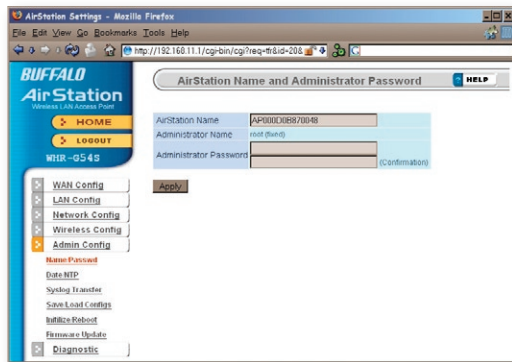 AirStation Settings - Mozilla Firefox
File Edit View Go Bookmarks Tools Help
http://192.168.11.1/cgi-bin/cgi?req=tfr&id=20&
BUFFALO
AirStation
Wireless LAN Access Point
HOME
LOGOUT
WHR-G54S
WAN Config
LAN Config
Network Config
Wireless Config
Admin Config
Name/Passwd
Date/NTP
Syslog Transfer
Save/Load Configs
Initilize/Reboot
Firmware Update
Diagnostic
AirStation Name and Administrator Password
HELP
AirStation Name AP000D0B870048
Administrator Name root (fixed)
Administrator Password
(Confirmation)
Apply